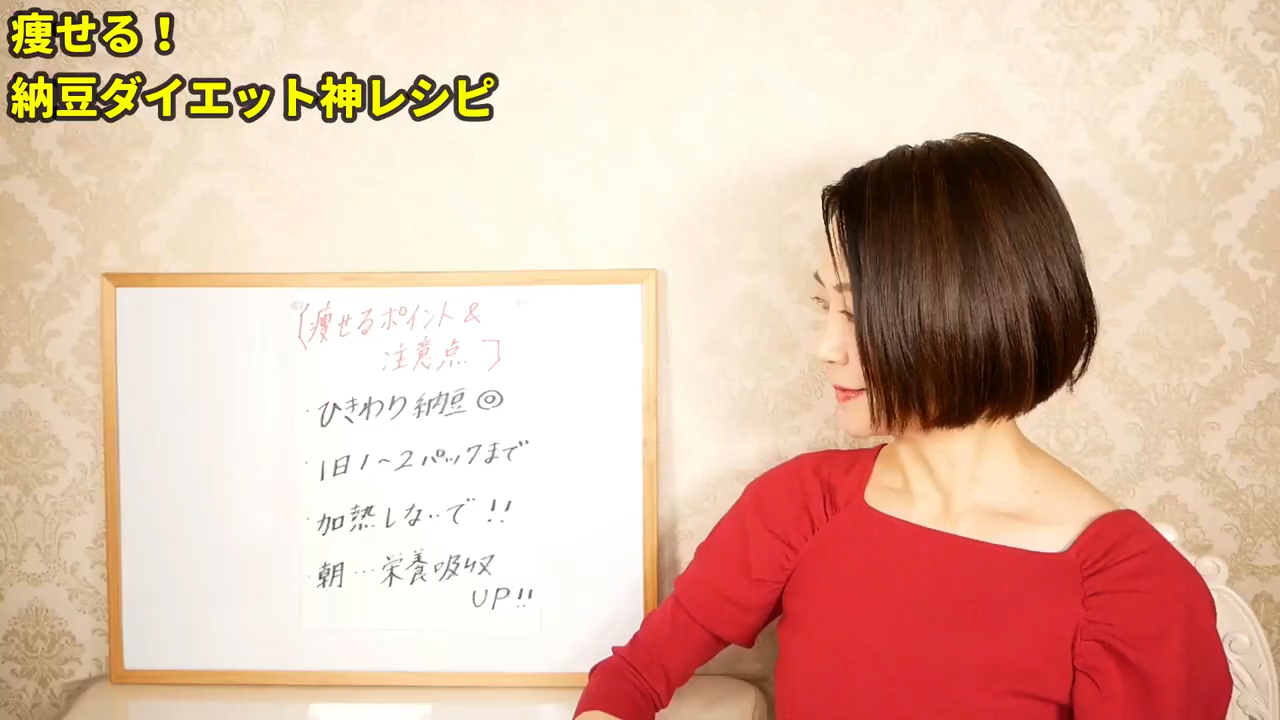 痩せる！
納豆ダイエット神レシピ
〔痩せるポイント&
注意点〕
・ひきわり納豆◎
・1日1~2パックまで
・加熱しないで!!
・朝…栄養吸収
UP!!